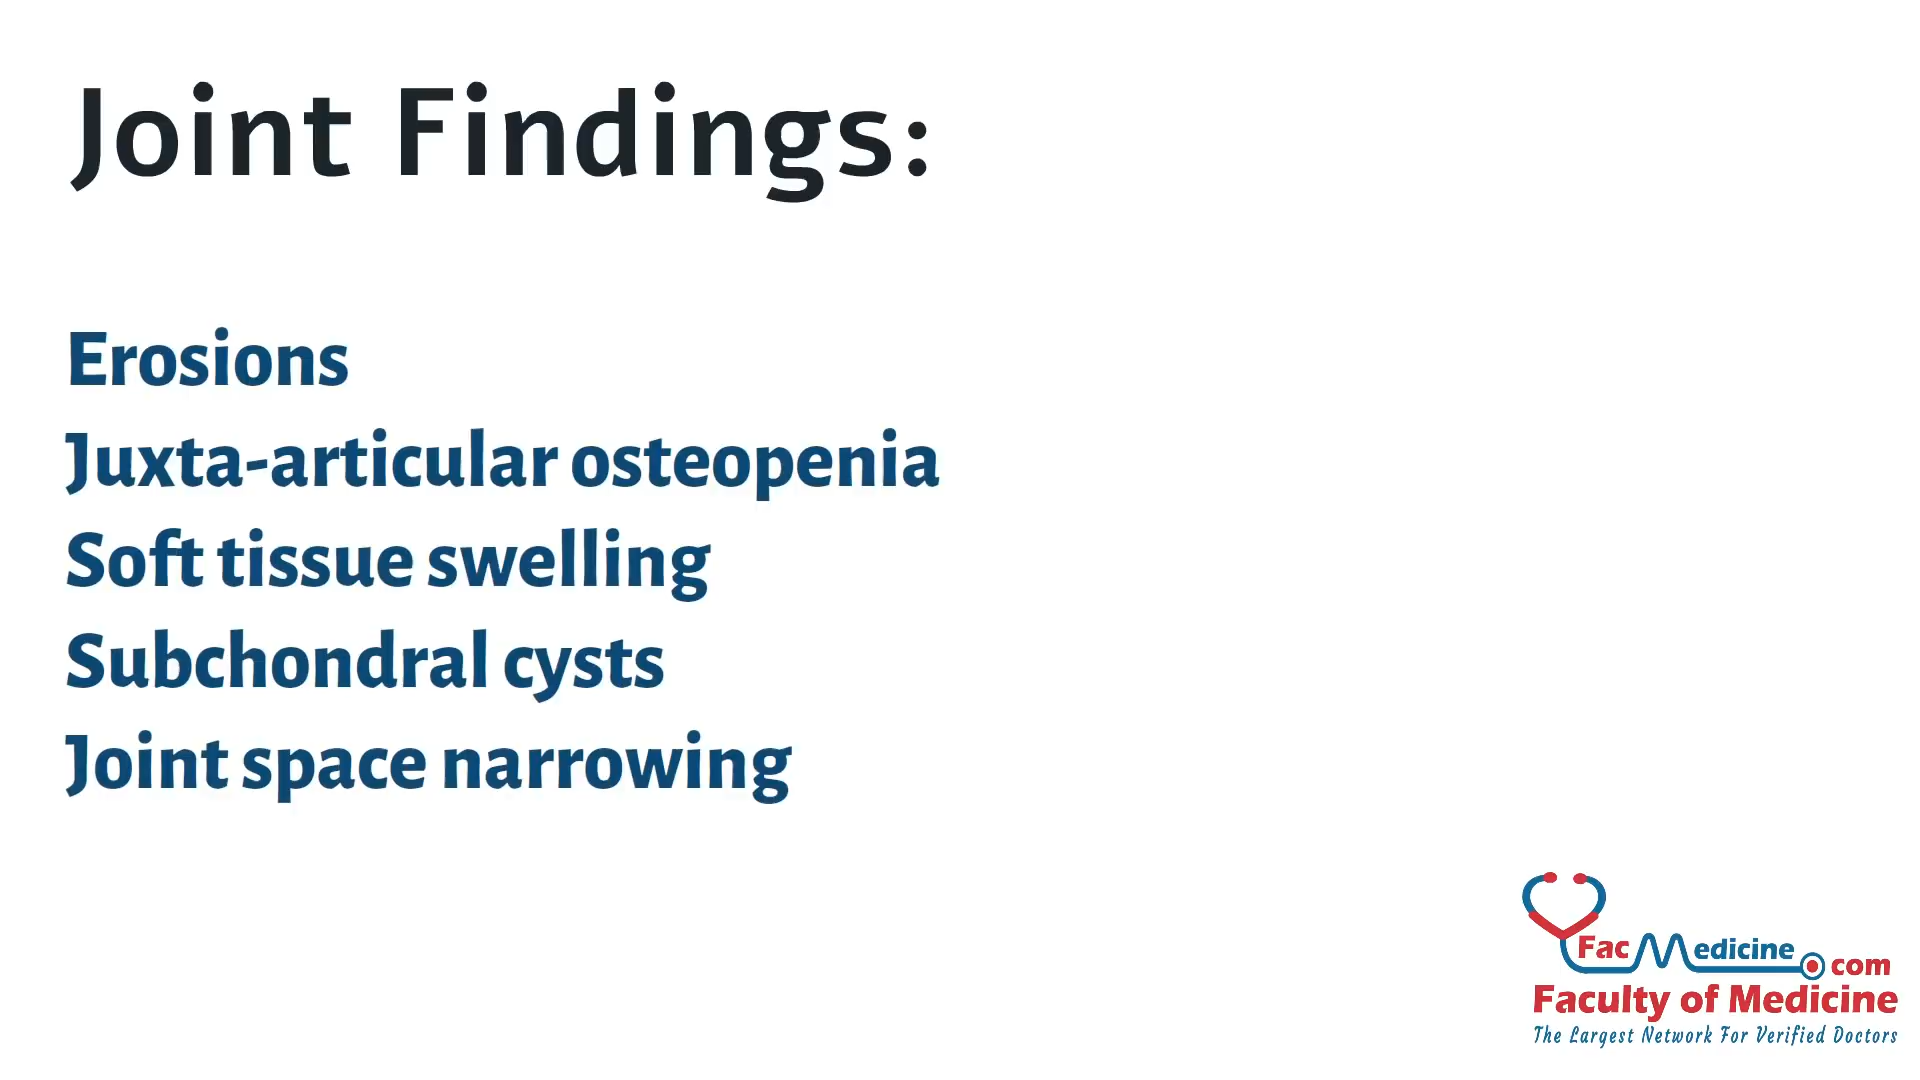 Joint Findings:
Erosions
Juxta-articular osteopenia
Soft tissue swelling
Subchondral cysts
Joint space narrowing
FacMedicine.com
Faculty of Medicine
The Largest Network For Verified Doctors